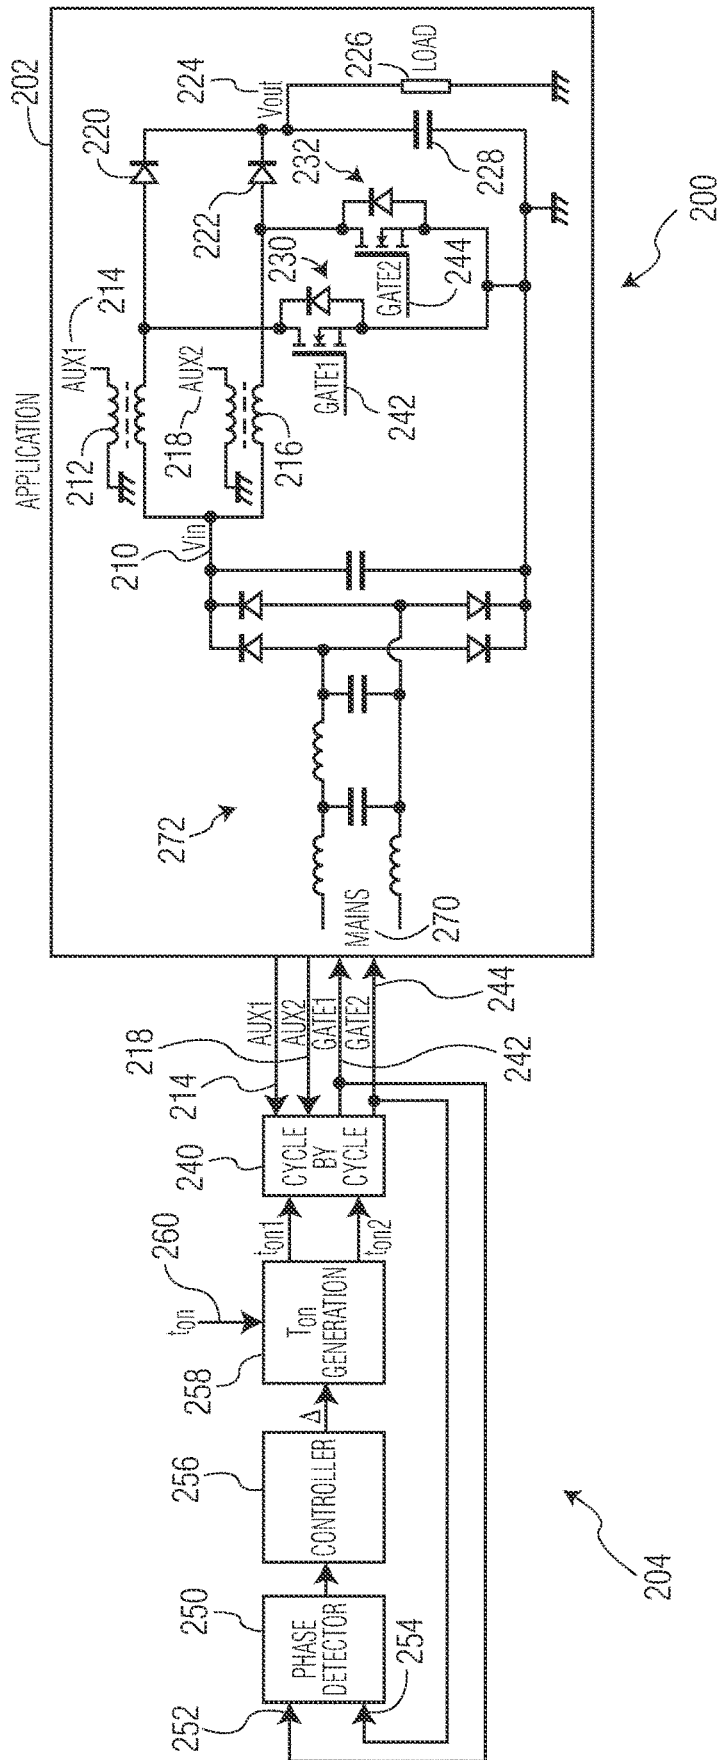 APPLICATION
202
AUX1
214
212
220
224
Vout
226
LOAD
222
232
228
AUX2
218
216
230
GATE2
244
GATE1
242
210
Vin
272
MAINS
270
200
AUX1
AUX2
GATE1
GATE2
218
214
242
244
240
CYCLE
BY
CYCLE
ton1
ton2
260
ton
Ton
GENERATION
258
Δ
256
CONTROLLER
250
PHASE
DETECTOR
252
254
204